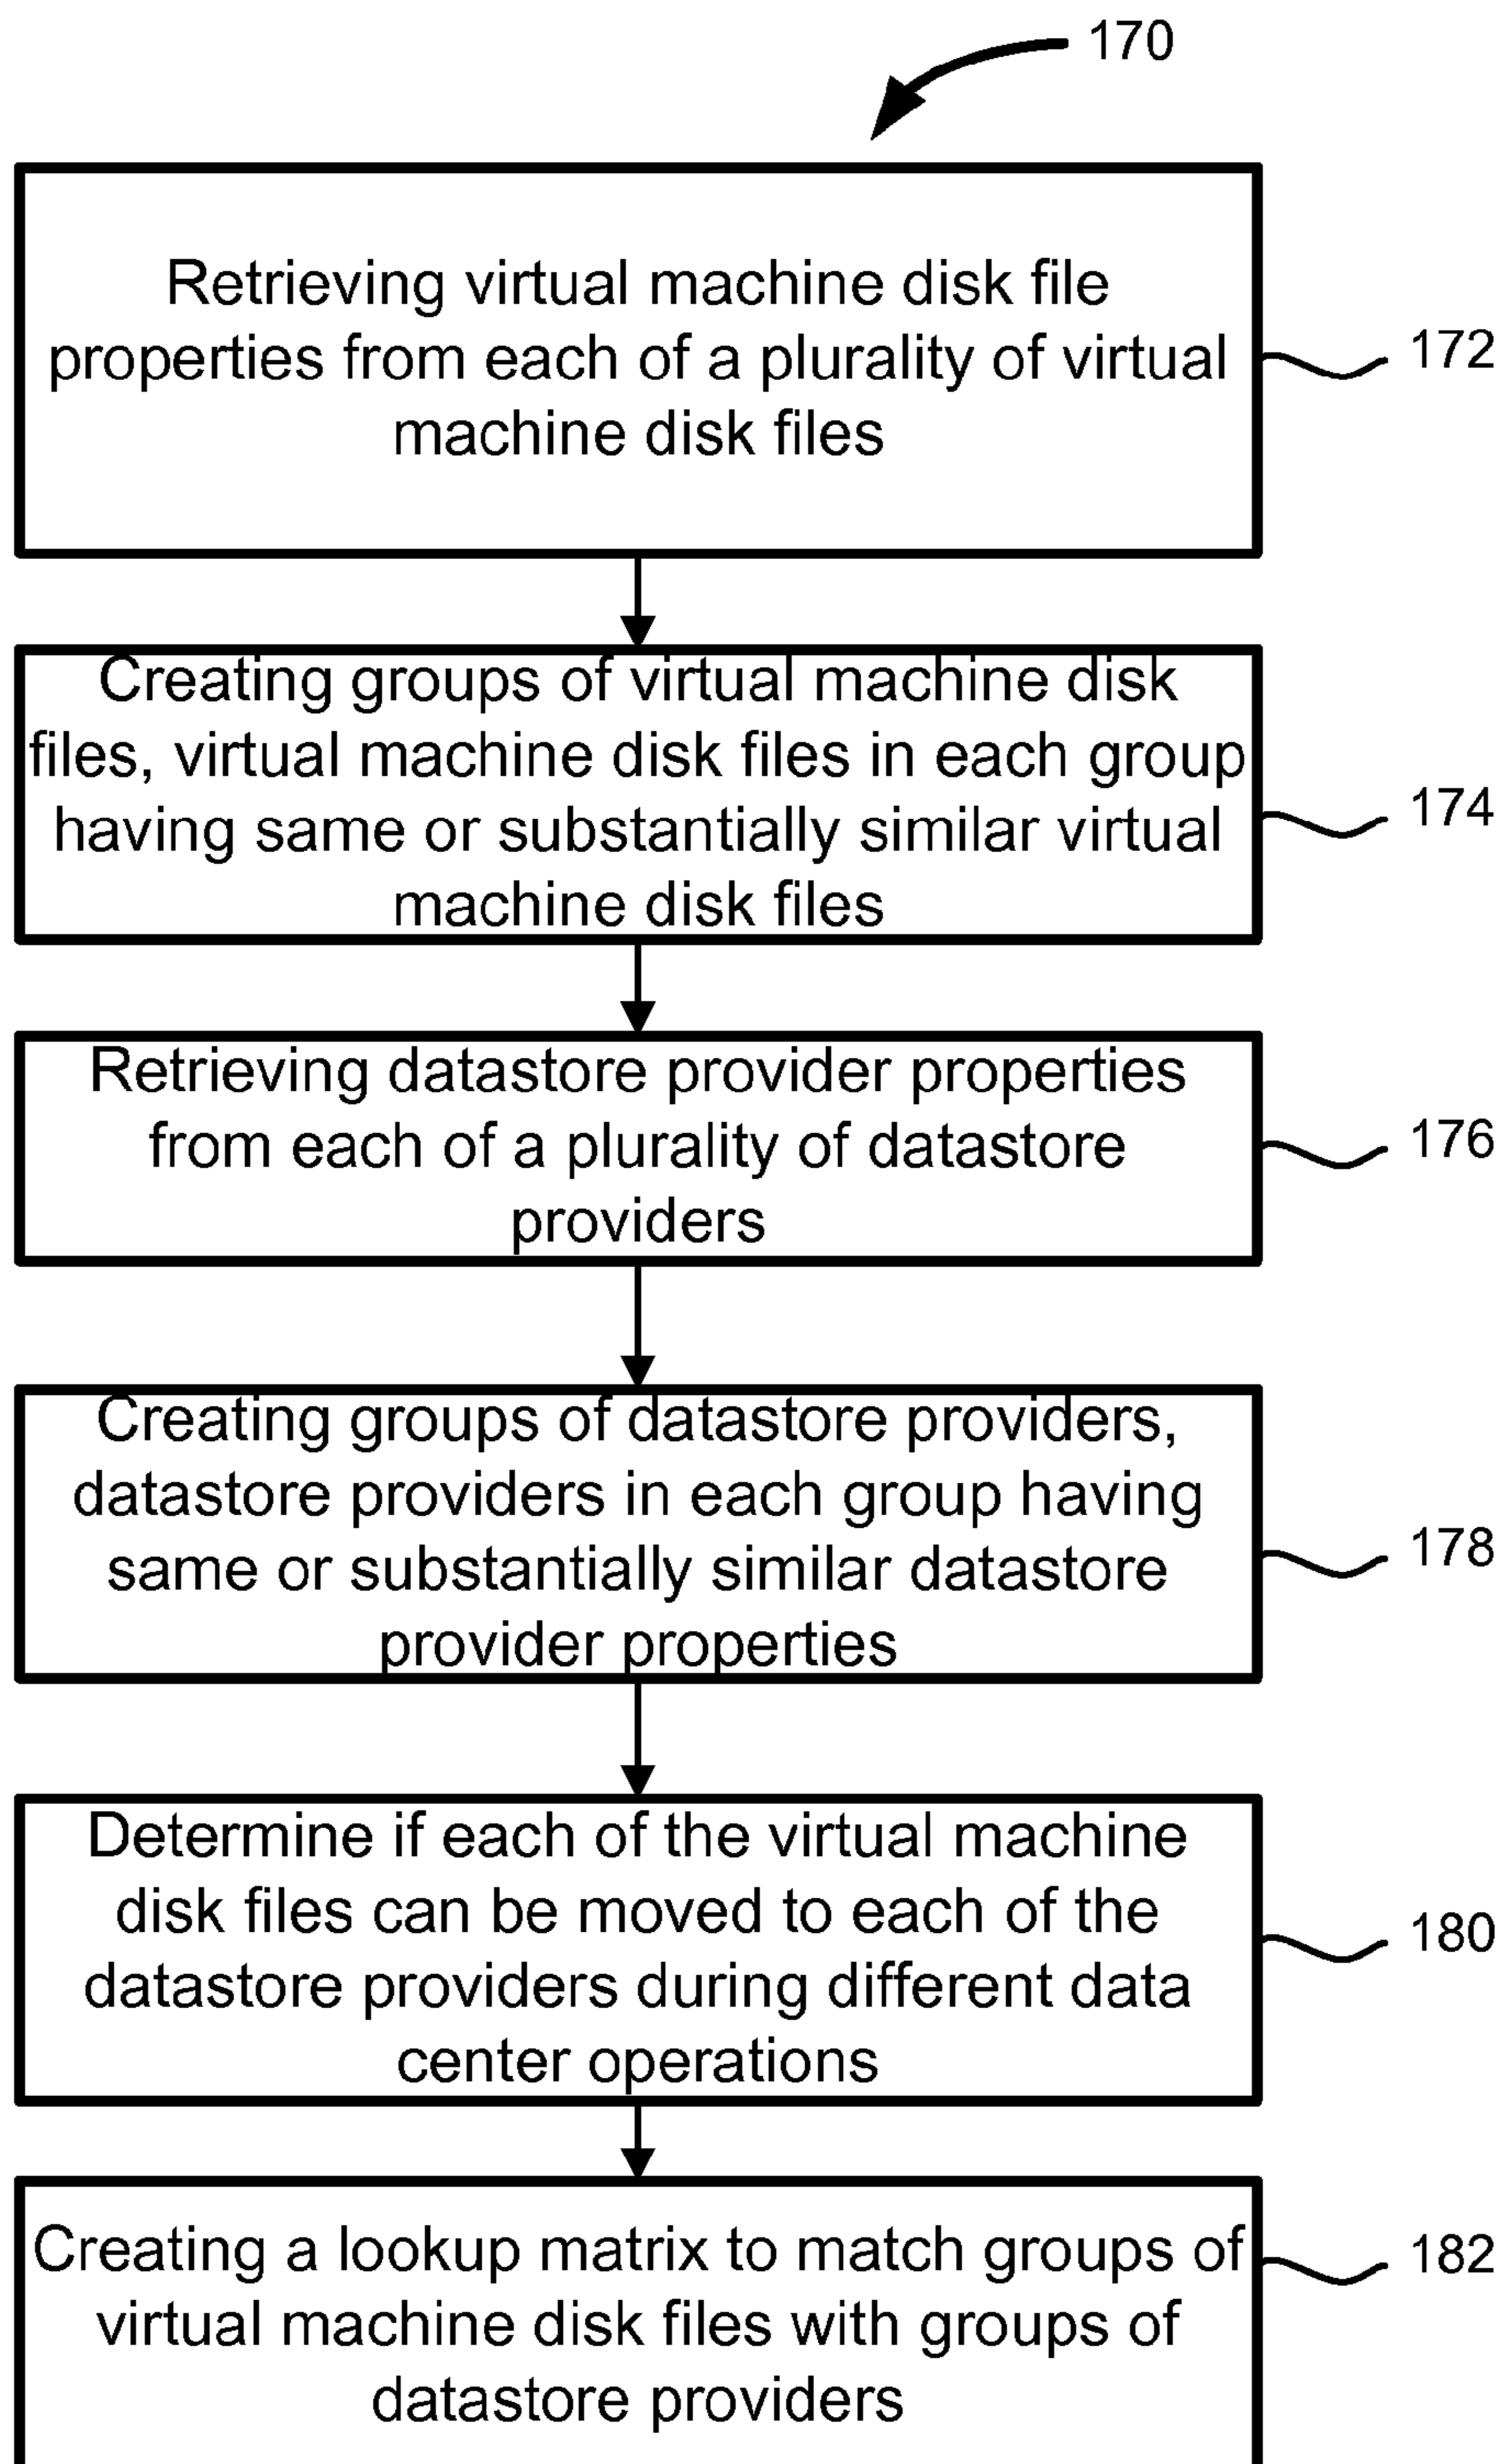 170
Retrieving virtual machine disk file
properties from each of a plurality of virtual
machine disk files
172
Creating groups of virtual machine disk
files, virtual machine disk files in each group
having same or substantially similar virtual
machine disk files
174
Retrieving datastore provider properties
from each of a plurality of datastore
providers
176
Creating groups of datastore providers,
datastore providers in each group having
same or substantially similar datastore
provider properties
178
Determine if each of the virtual machine
disk files can be moved to each of the
datastore providers during different data
center operations
180
Creating a lookup matrix to match groups of
virtual machine disk files with groups of
datastore providers
182